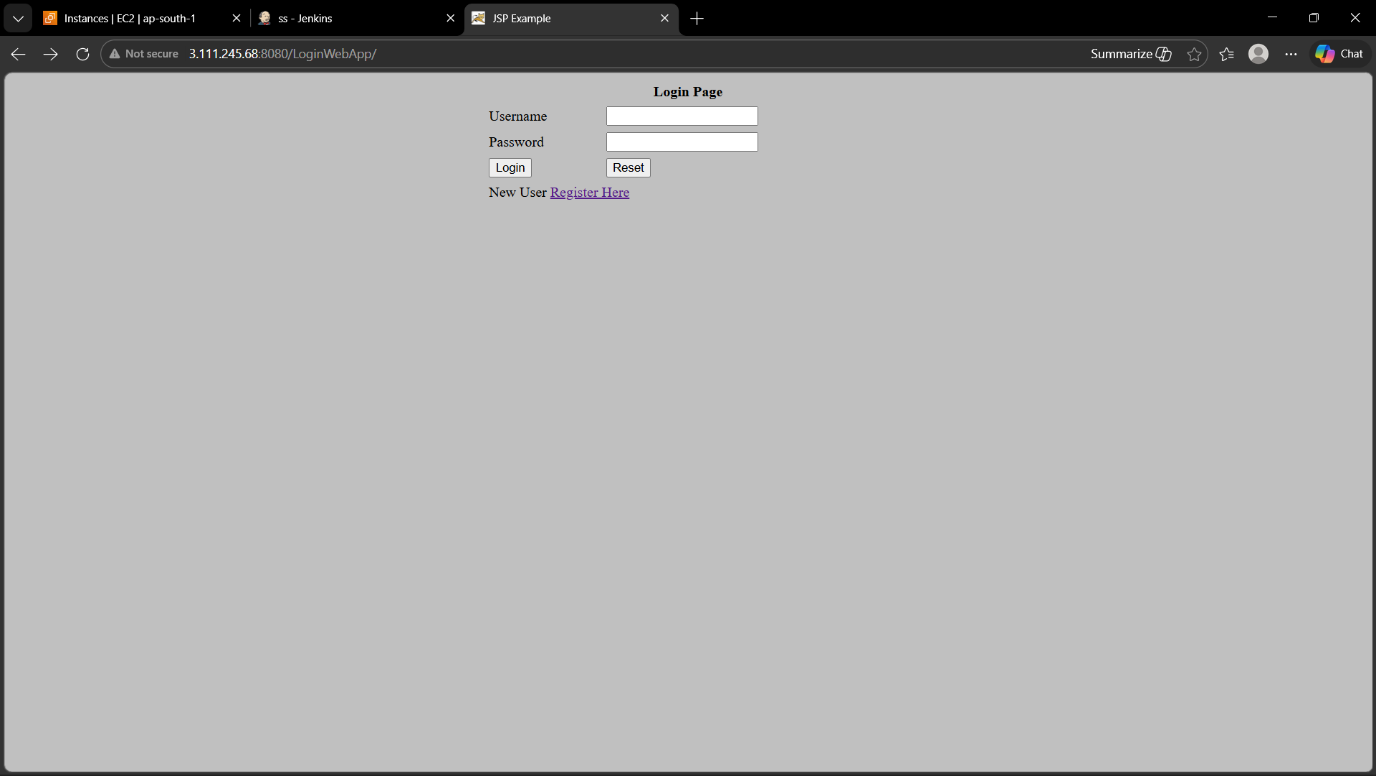 Instances | EC2 | ap-south-1
ss - Jenkins
JSP Example
Not secure
3.111.245.68:8080/LoginWebApp/
Summarize
Chat
Login Page
Username
Password
Login
Reset
New User Register Here